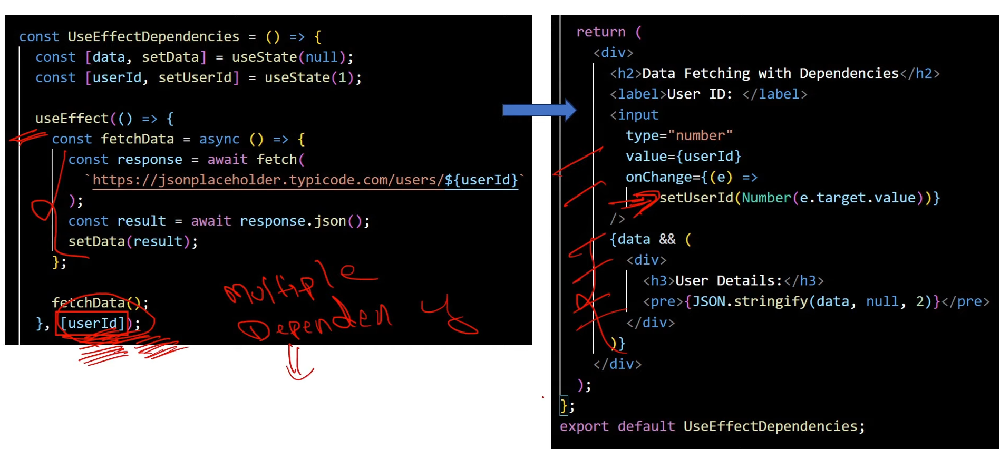 const UseEffectDependencies = () => {
const [data, setData] = useState(null);
const [userId, setUserId] = useState(1);
useEffect(() => {
const fetchData = async () => {
const response = await fetch(
`https://jsonplaceholder.typicode.com/users/${userId}`
);
const result = await response.json();
setData(result);
};
fetchData();
}, [userId]);
Multiple
Dependen y
return (
<div>
<h2>Data Fetching with Dependencies</h2>
<label>User ID: </label>
<input
type="number"
value={userId}
onChange={(e) =>
setUserId(Number(e.target.value))}
/>
{data && (
<div>
<h3>User Details:</h3>
<pre>{JSON.stringify(data, null, 2)}</pre>
</div>
)}
</div>
);
};
export default UseEffectDependencies;